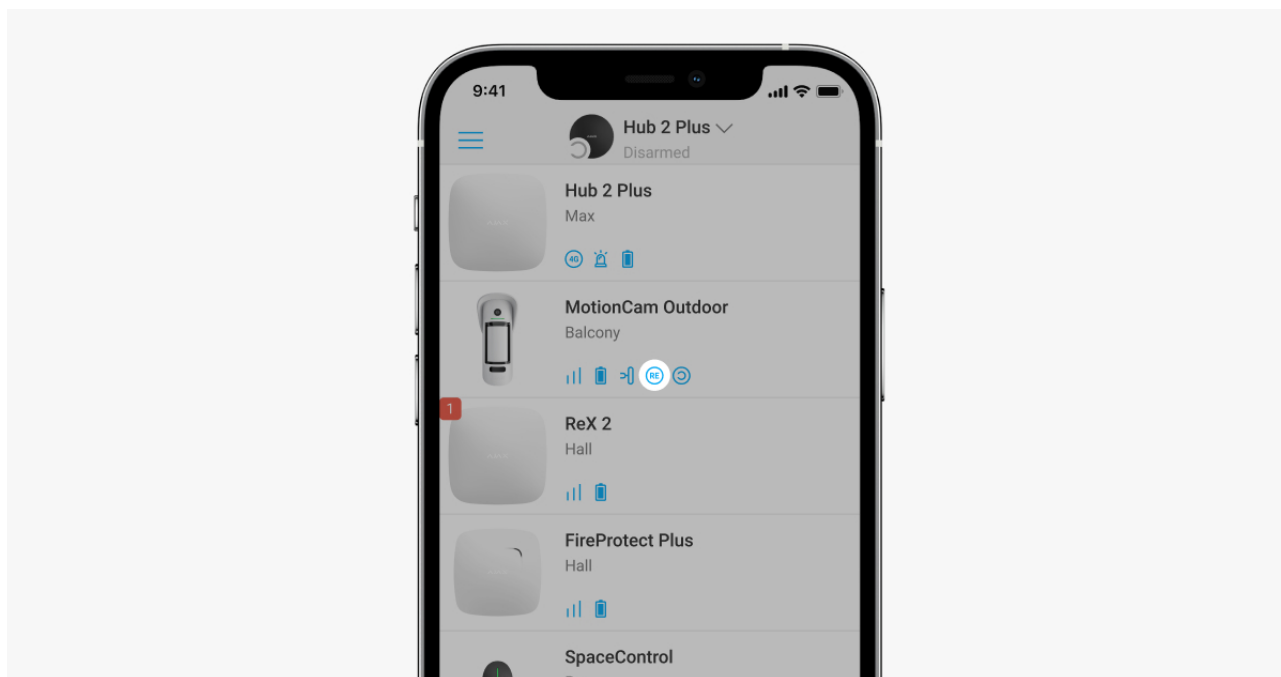 9:41
Hub 2 Plus
Disarmed
Hub 2 Plus
Max
4G
MotionCam Outdoor
Balcony
RE
1
ReX 2
Hall
FireProtect Plus
Hall
SpaceControl